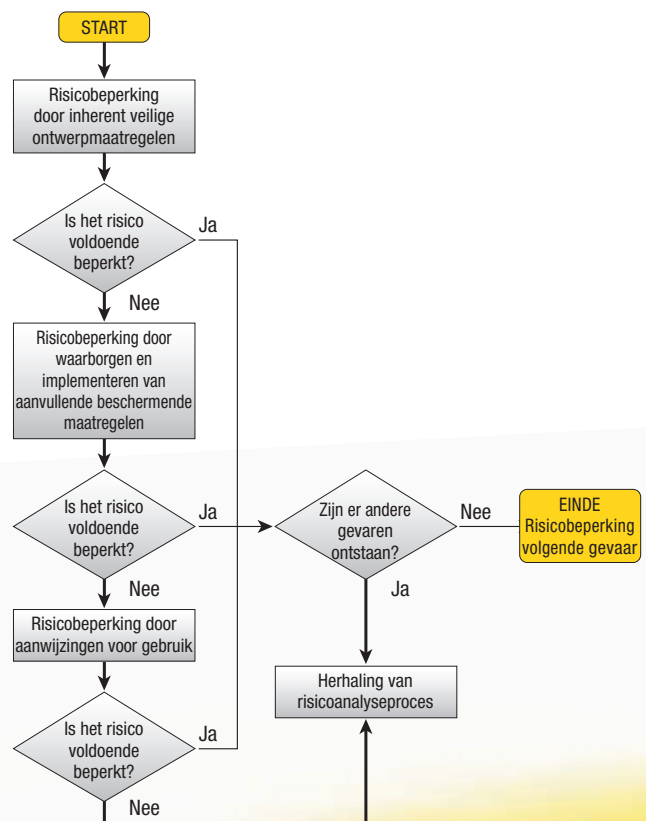 START
Risicobeperking
door inherent veilige
ontwerpmaatregelen
Is het risico
voldoende
beperkt?
Ja
Nee
Risicobeperking door
waarborgen en
implementeren van
aanvullende beschermende
maatregelen
Is het risico
voldoende
beperkt?
Ja
Zijn er andere
gevaren
ontstaan?
Nee
EINDE
Risicobeperking
volgende gevaar
Nee
Ja
Risicobeperking door
aanwijzingen voor gebruik
Herhaling van
risicoanalyseproces
Is het risico
voldoende
beperkt?
Ja
Nee